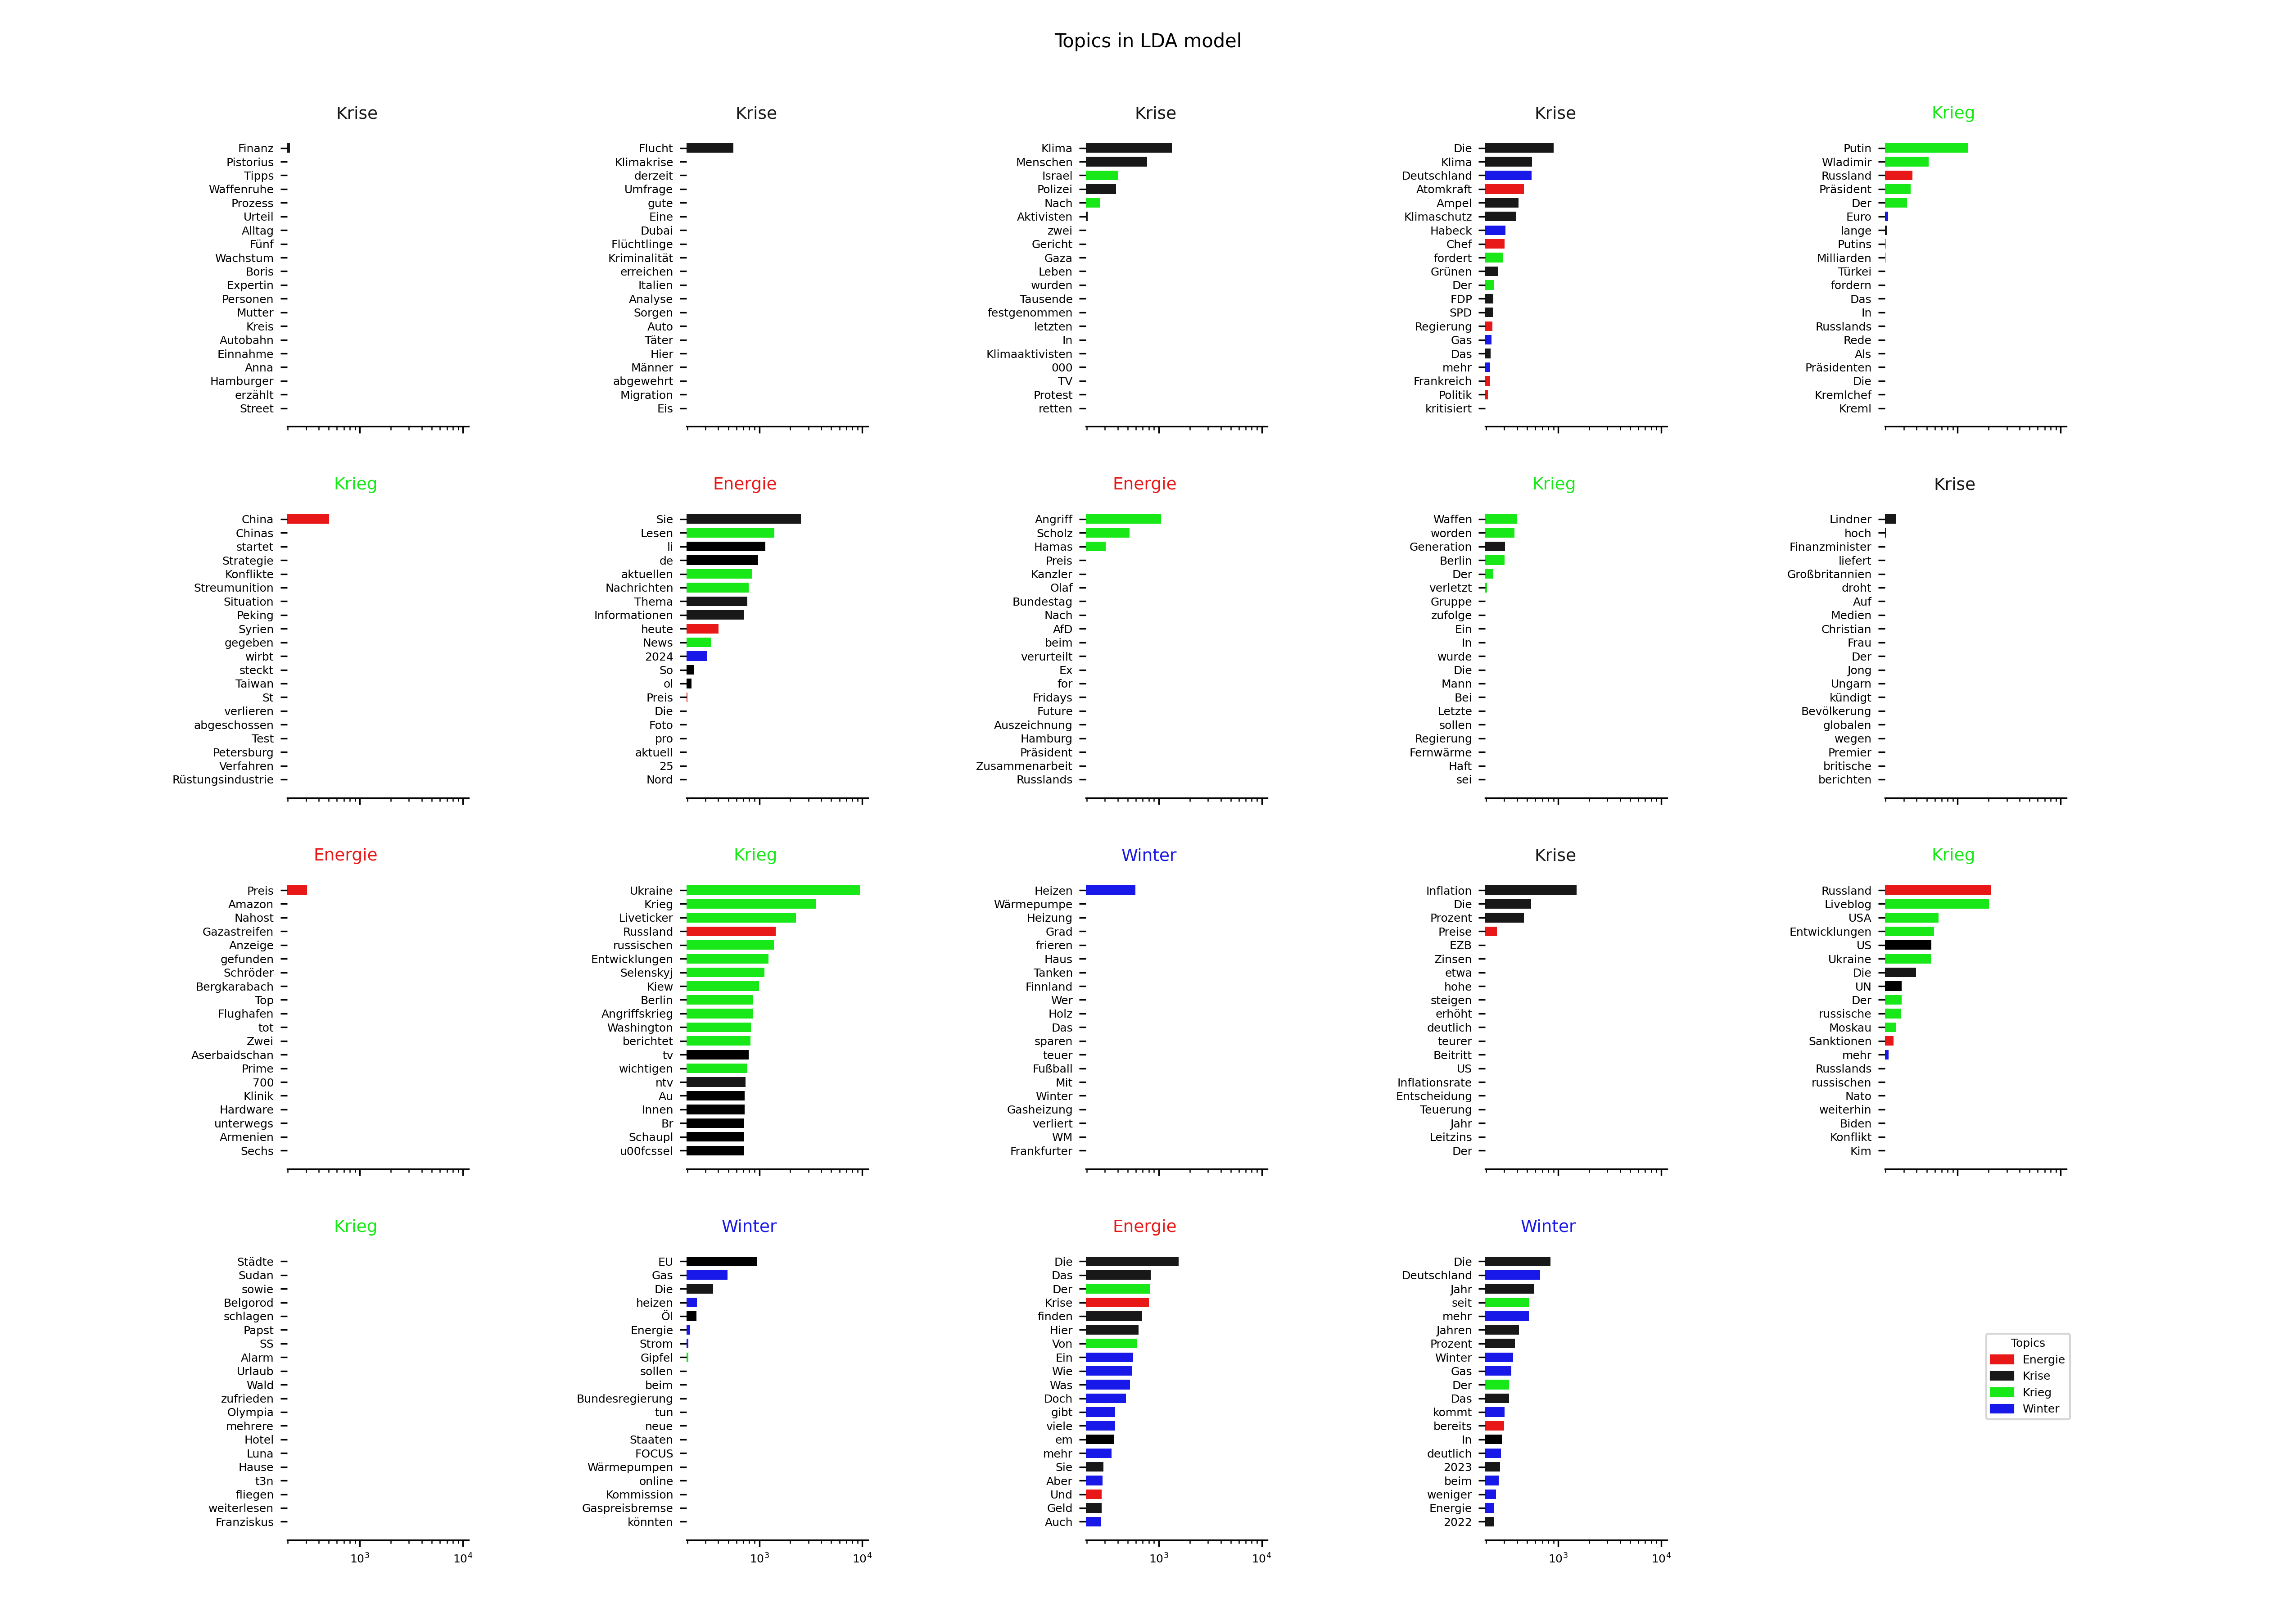 Topics in LDA model
Krise
Finanz
Pistorius
Tipps
Waffenruhe
Prozess
Urteil
Alltag
Fünf
Wachstum
Boris
Expertin
Personen
Mutter
Kreis
Autobahn
Einnahme
Anna
Hamburger
erzählt
Street
Krise
Flucht
Klimakrise
derzeit
Umfrage
gute
Eine
Dubai
Flüchtlinge
Kriminalität
erreichen
Italien
Analyse
Sorgen
Auto
Täter
Hier
Männer
abgewehrt
Migration
Eis
Krise
Klima
Menschen
Israel
Polizei
Nach
Aktivisten
zwei
Gericht
Gaza
Leben
wurden
Tausende
festgenommen
letzten
In
Klimaaktivisten
000
TV
Protest
retten
Krise
Die
Klima
Deutschland
Atomkraft
Ampel
Klimaschutz
Habeck
Chef
fordert
Grünen
Der
FDP
SPD
Regierung
Gas
Das
mehr
Frankreich
Politik
kritisiert
Krieg
Putin
Wladimir
Russland
Präsident
Der
Euro
lange
Putins
Milliarden
Türkei
fordern
Das
In
Russlands
Rede
Als
Präsidenten
Die
Kremlchef
Kreml
Krieg
China
Chinas
startet
Strategie
Konflikte
Streumunition
Situation
Peking
Syrien
gegeben
wirbt
steckt
Taiwan
St
verlieren
abgeschossen
Test
Petersburg
Verfahren
Rüstungsindustrie
Energie
Sie
Lesen
li
de
aktuellen
Nachrichten
Thema
Informationen
heute
News
2024
So
ol
Preis
Die
Foto
pro
aktuell
25
Nord
Energie
Angriff
Scholz
Hamas
Preis
Kanzler
Olaf
Bundestag
Nach
AfD
beim
verurteilt
Ex
for
Fridays
Future
Auszeichnung
Hamburg
Präsident
Zusammenarbeit
Russlands
Krieg
Waffen
worden
Generation
Berlin
Der
verletzt
Gruppe
zufolge
Ein
In
wurde
Die
Mann
Bei
Letzte
sollen
Regierung
Fernwärme
Haft
sei
Krise
Lindner
hoch
Finanzminister
liefert
Großbritannien
droht
Auf
Medien
Christian
Frau
Der
Jong
Ungarn
kündigt
Bevölkerung
globalen
wegen
Premier
britische
berichten
Energie
Preis
Amazon
Nahost
Gazastreifen
Anzeige
gefunden
Schröder
Bergkarabach
Top
Flughafen
tot
Zwei
Aserbaidschan
Prime
700
Klinik
Hardware
unterwegs
Armenien
Sechs
Krieg
Ukraine
Krieg
Liveticker
Russland
russischen
Entwicklungen
Selenskyj
Kiew
Berlin
Angriffskrieg
Washington
berichtet
tv
wichtigen
ntv
Au
Innen
Br
Schaupl
u00fcssel
Winter
Heizen
Wärmepumpe
Heizung
Grad
frieren
Haus
Tanken
Finnland
Wer
Holz
Das
sparen
teuer
Fußball
Mit
Winter
Gasheizung
verliert
WM
Frankfurter
Krise
Inflation
Die
Prozent
Preise
EZB
Zinsen
etwa
hohe
steigen
erhöht
deutlich
teurer
Beitritt
US
Inflationsrate
Entscheidung
Teuerung
Jahr
Leitzins
Der
Krieg
Russland
Liveblog
USA
Entwicklungen
US
Ukraine
Die
UN
Der
russische
Moskau
Sanktionen
mehr
Russlands
russischen
Nato
weiterhin
Biden
Konflikt
Kim
Krieg
Städte
Sudan
sowie
Belgorod
schlagen
Papst
SS
Alarm
Urlaub
Wald
zufrieden
Olympia
mehrere
Hotel
Luna
Hause
t3n
fliegen
weiterlesen
Franziskus
10³ 10⁴
Winter
EU
Gas
Die
heizen
Öl
Energie
Strom
Gipfel
sollen
beim
Bundesregierung
tun
neue
Staaten
FOCUS
Wärmepumpen
online
Kommission
Gaspreisbremse
könnten
10³ 10⁴
Energie
Die
Das
Der
Krise
finden
Hier
Von
Ein
Wie
Was
Doch
gibt
viele
em
mehr
Sie
Aber
Und
Geld
Auch
10³ 10⁴
Winter
Die
Deutschland
Jahr
seit
mehr
Jahren
Prozent
Winter
Gas
Der
Das
kommt
bereits
In
deutlich
2023
beim
weniger
Energie
2022
10³ 10⁴
Topics
Energie
Krise
Krieg
Winter